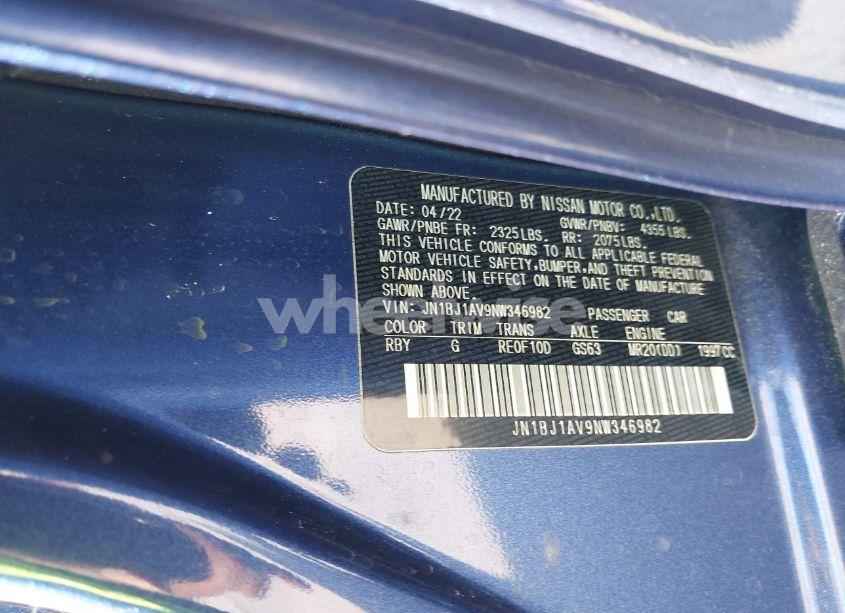 MANUFACTURED BY NISSAN MOTOR CO.,LTD.
DATE: 04/22 GVWR/PNBV: 4355 LBS.
GAWR/PNBE FR: 2325LBS. RR: 2075LBS.
THIS VEHICLE CONFORMS TO ALL APPLICABLE FEDERAL
MOTOR VEHICLE SAFETY,BUMPER,AND THEFT PREVENTION
STANDARDS IN EFFECT ON THE DATE OF MANUFACTURE
SHOWN ABOVE.
VIN: JN1BJ1AV9NW346982 PASSENGER CAR
COLOR TRIM TRANS AXLE ENGINE
RBY G RE0F10D GS63 MR20(DD) 1997CC
JN1BJ1AV9NW346982
wheelwise